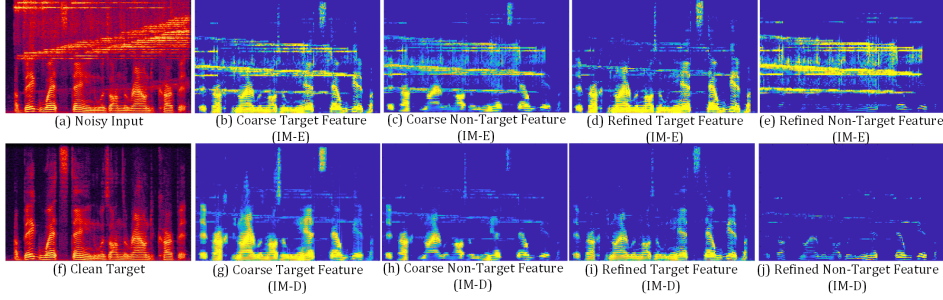 (a) Noisy Input
(b) Coarse Target Feature
(IM-E)
(c) Coarse Non-Target Feature
(IM-E)
(d) Refined Target Feature
(IM-E)
(e) Refined Non-Target Feature
(IM-E)
(f) Clean Target
(g) Coarse Target Feature
(IM-D)
(h) Coarse Non-Target Feature
(IM-D)
(i) Refined Target Feature
(IM-D)
(j) Refined Non-Target Feature
(IM-D)